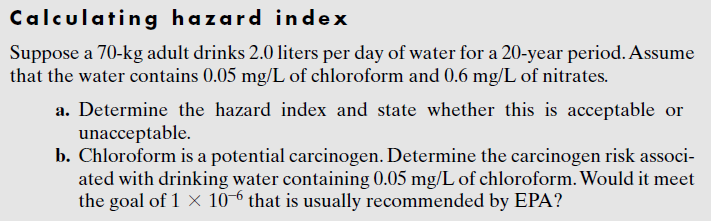 Calculating hazard index
Suppose a 70-kg adult drinks 2.0 liters per day of water for a 20-year period. Assume
that the water contains 0.05 mg/L of chloroform and 0.6 mg/L of nitrates.
a. Determine the hazard index and state whether this is acceptable or
unacceptable.
b. Chloroform is a potential carcinogen. Determine the carcinogen risk associ-
ated with drinking water containing 0.05 mg/L of chloroform. Would it meet
the goal of 1 × 10⁻⁶ that is usually recommended by EPA?